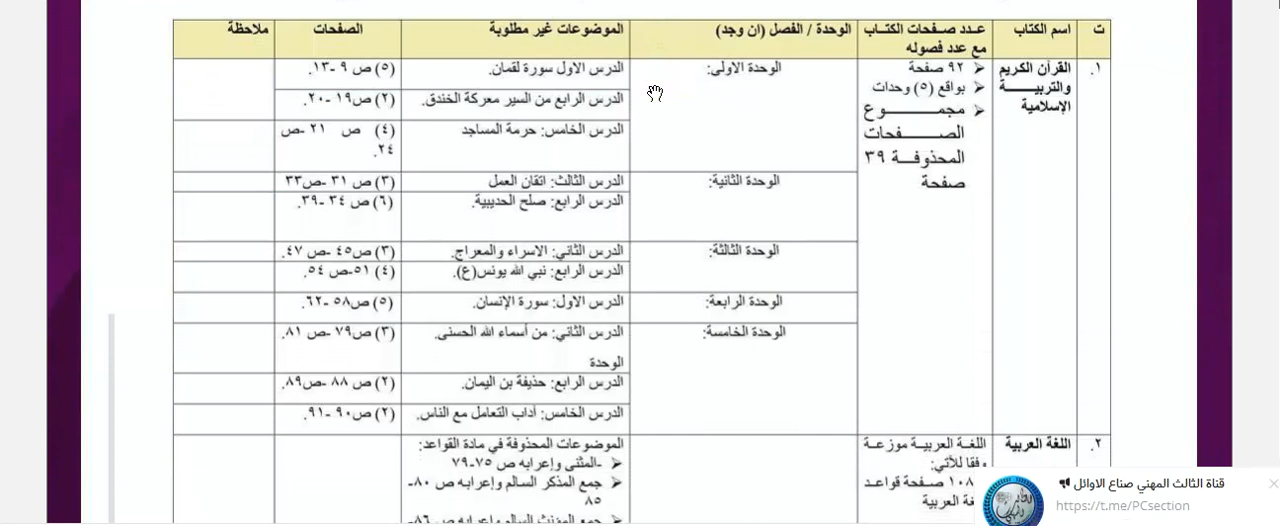 ت	اسم الكتاب	عدد صفحات الكتاب مع عدد فصوله	الوحدة / الفصل (ان وجد)	الموضوعات غير مطلوبة	الصفحات	ملاحظة
١.	القرآن الكريم والتربية الإسلامية	٩٢ صفحة
بواقع (٥) وحدات
مجموع الصفحات المحذوفة ٣٩ صفحة
الوحدة الاولى:	الدرس الاول سورة لقمان.	(٥) ص ٩ -١٣.
الدرس الرابع من السير معركة الخندق.	(٢) ص١٩ -٢٠.
الدرس الخامس: حرمة المساجد	(٤) ص ٢١ -ص ٢٤.
الوحدة الثانية:	الدرس الثالث: اتقان العمل	(٣) ص ٣١ -ص٣٣
الدرس الرابع: صلح الحديبية.	(٦) ص ٣٤ -٣٩.
الوحدة الثالثة:	الدرس الثاني: الاسراء والمعراج.	(٣) ص٤٥ -ص ٤٧.
الدرس الرابع: نبي الله يونس(ع).	(٤) ٥١-ص ٥٤.
الوحدة الرابعة:	الدرس الاول: سورة الإنسان.	(٥) ص٥٨ -٦٢.
الوحدة الخامسة:	الدرس الثاني: من أسماء الله الحسنى.	(٣) ص٧٩- ص ٨١.
الوحدة
الدرس الرابع: حذيفة بن اليمان.	(٢) ص ٨٨ -ص٨٩.
الدرس الخامس: آداب التعامل مع الناس.	(٢) ص٩٠ -٩١.
٢.	اللغة العربية	اللغة العربية موزعة وفقا للأتي:
١٠٨ صفحة قواعد
الموضوعات المحذوفة في مادة القواعد:
-المثنى وإعرابه ص ٧٥-٧٩
جمع المذكر السالم وإعرابه ص ٨٠-
٨٥
جمع المؤنث السالم وإعرابه ص ٨٦-
قناة الثالث المهني صناع الاوائل
https://t.me/PCsection